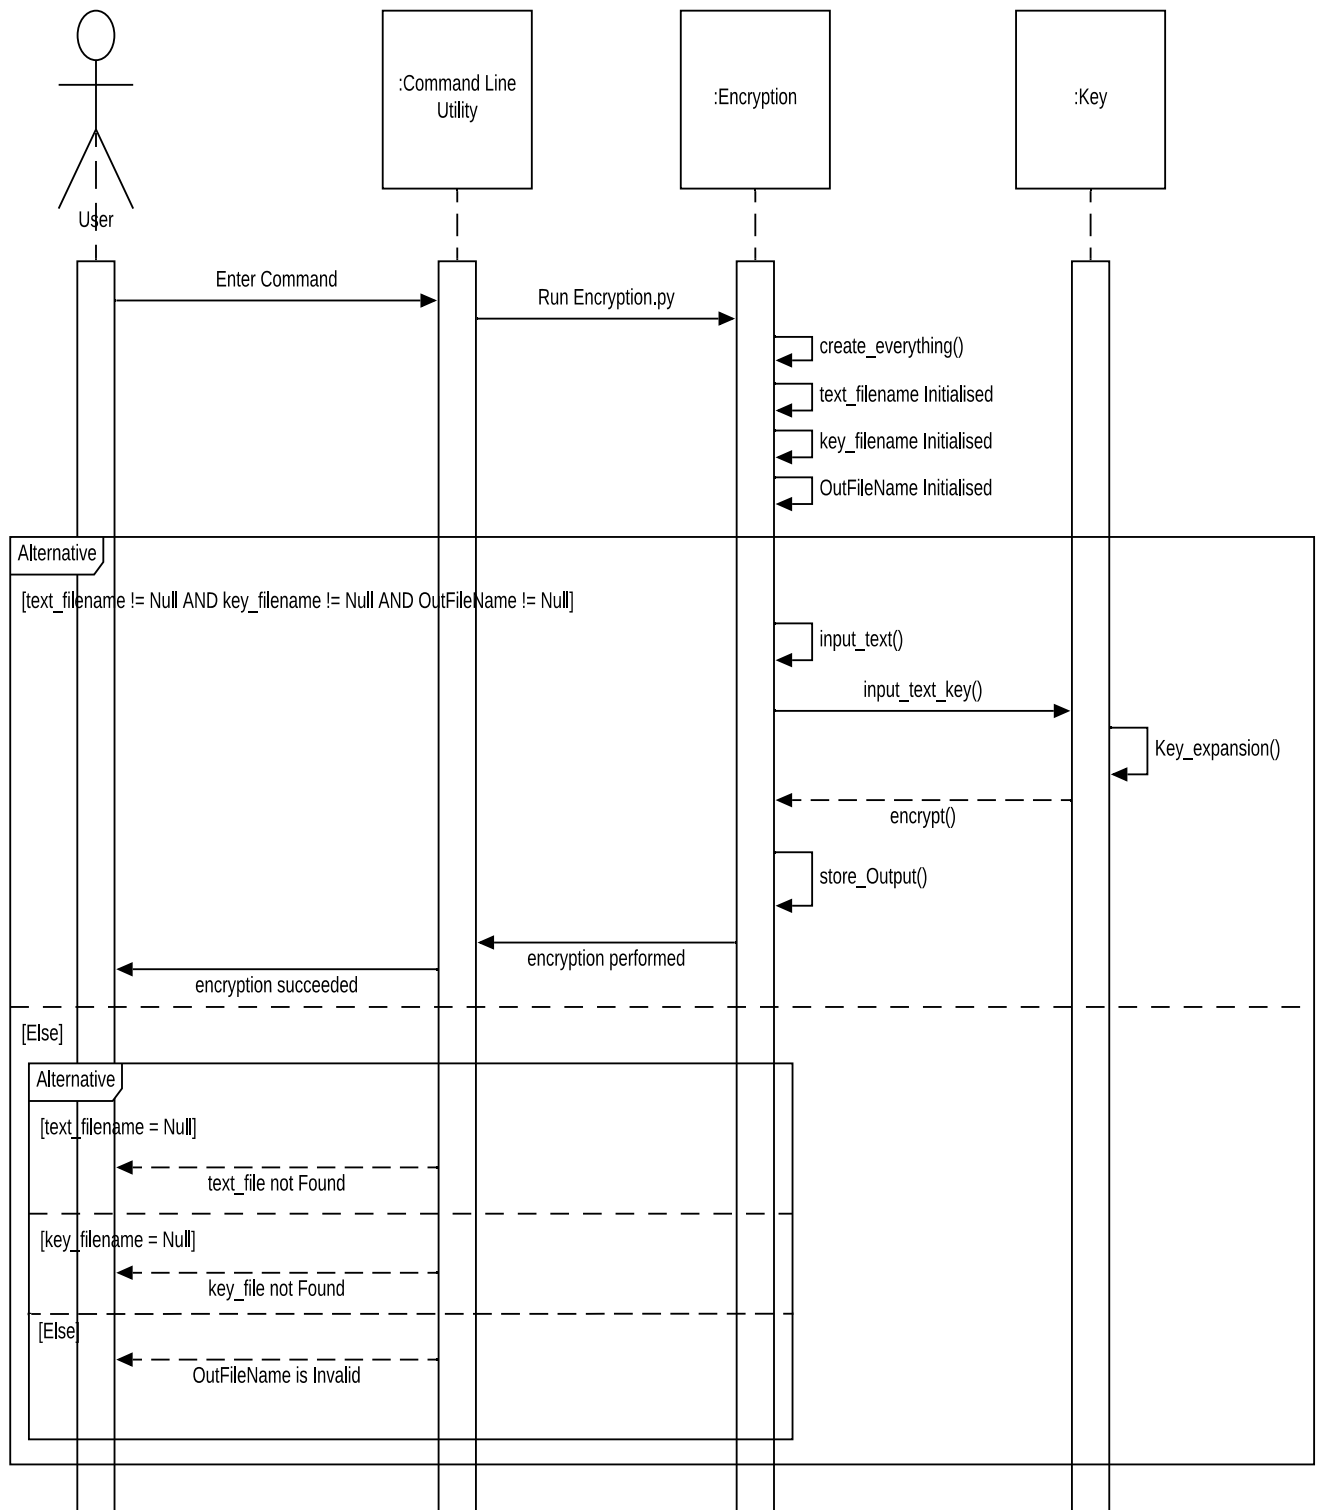 :Command Line
Utility
:Encryption
:Key
User
Enter Command
Run Encryption.py
create_everything()
text_filename Initialised
key_filename Initialised
OutFileName Initialised
Alternative
[text_filename != Null AND key_filename != Null AND OutFileName != Null]
input_text()
input_text_key()
Key_expansion()
encrypt()
store_Output()
encryption performed
encryption succeeded
[Else]
Alternative
[text_filename = Null]
text_file not Found
[key_filename = Null]
key_file not Found
[Else]
OutFileName is Invalid